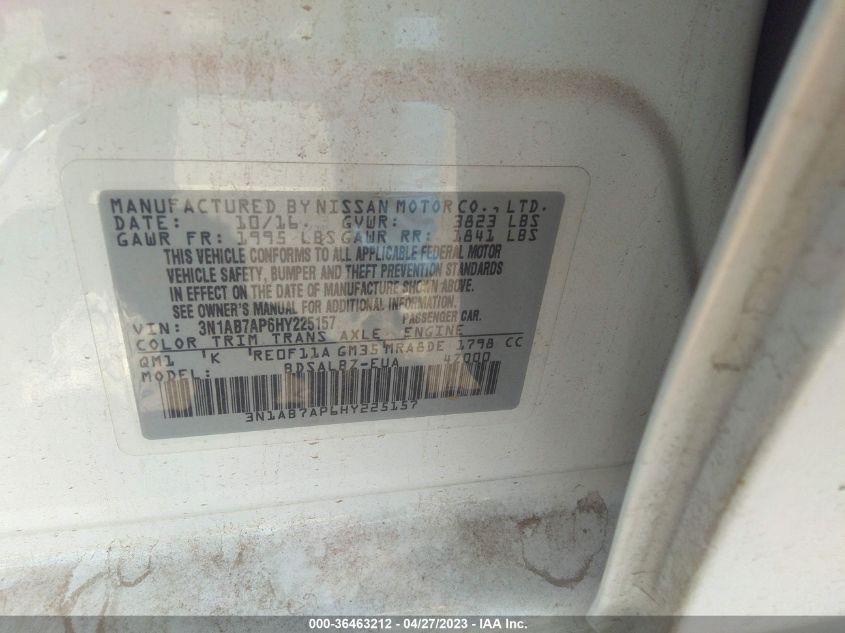 MANUFACTURED BY NISSAN MOTOR CO., LTD.
DATE: 10/16 GVWR: 3823 LBS
GAWR FR: 1995 LBS GAWR RR: 1841 LBS
THIS VEHICLE CONFORMS TO ALL APPLICABLE FEDERAL MOTOR
VEHICLE SAFETY, BUMPER AND THEFT PREVENTION STANDARDS
IN EFFECT ON THE DATE OF MANUFACTURE SHOWN ABOVE.
SEE OWNER'S MANUAL FOR ADDITIONAL INFORMATION.
VIN: 3N1AB7AP6HY225157 PASSENGER CAR.
COLOR TRIM TRANS AXLE ENGINE
QM1 K RE0F11A GM35 MRA8DE 1798 CC
MODEL: BDSALB7-EUA 47000
3N1AB7AP6HY225157
000-36463212 - 04/27/2023 - IAA Inc.